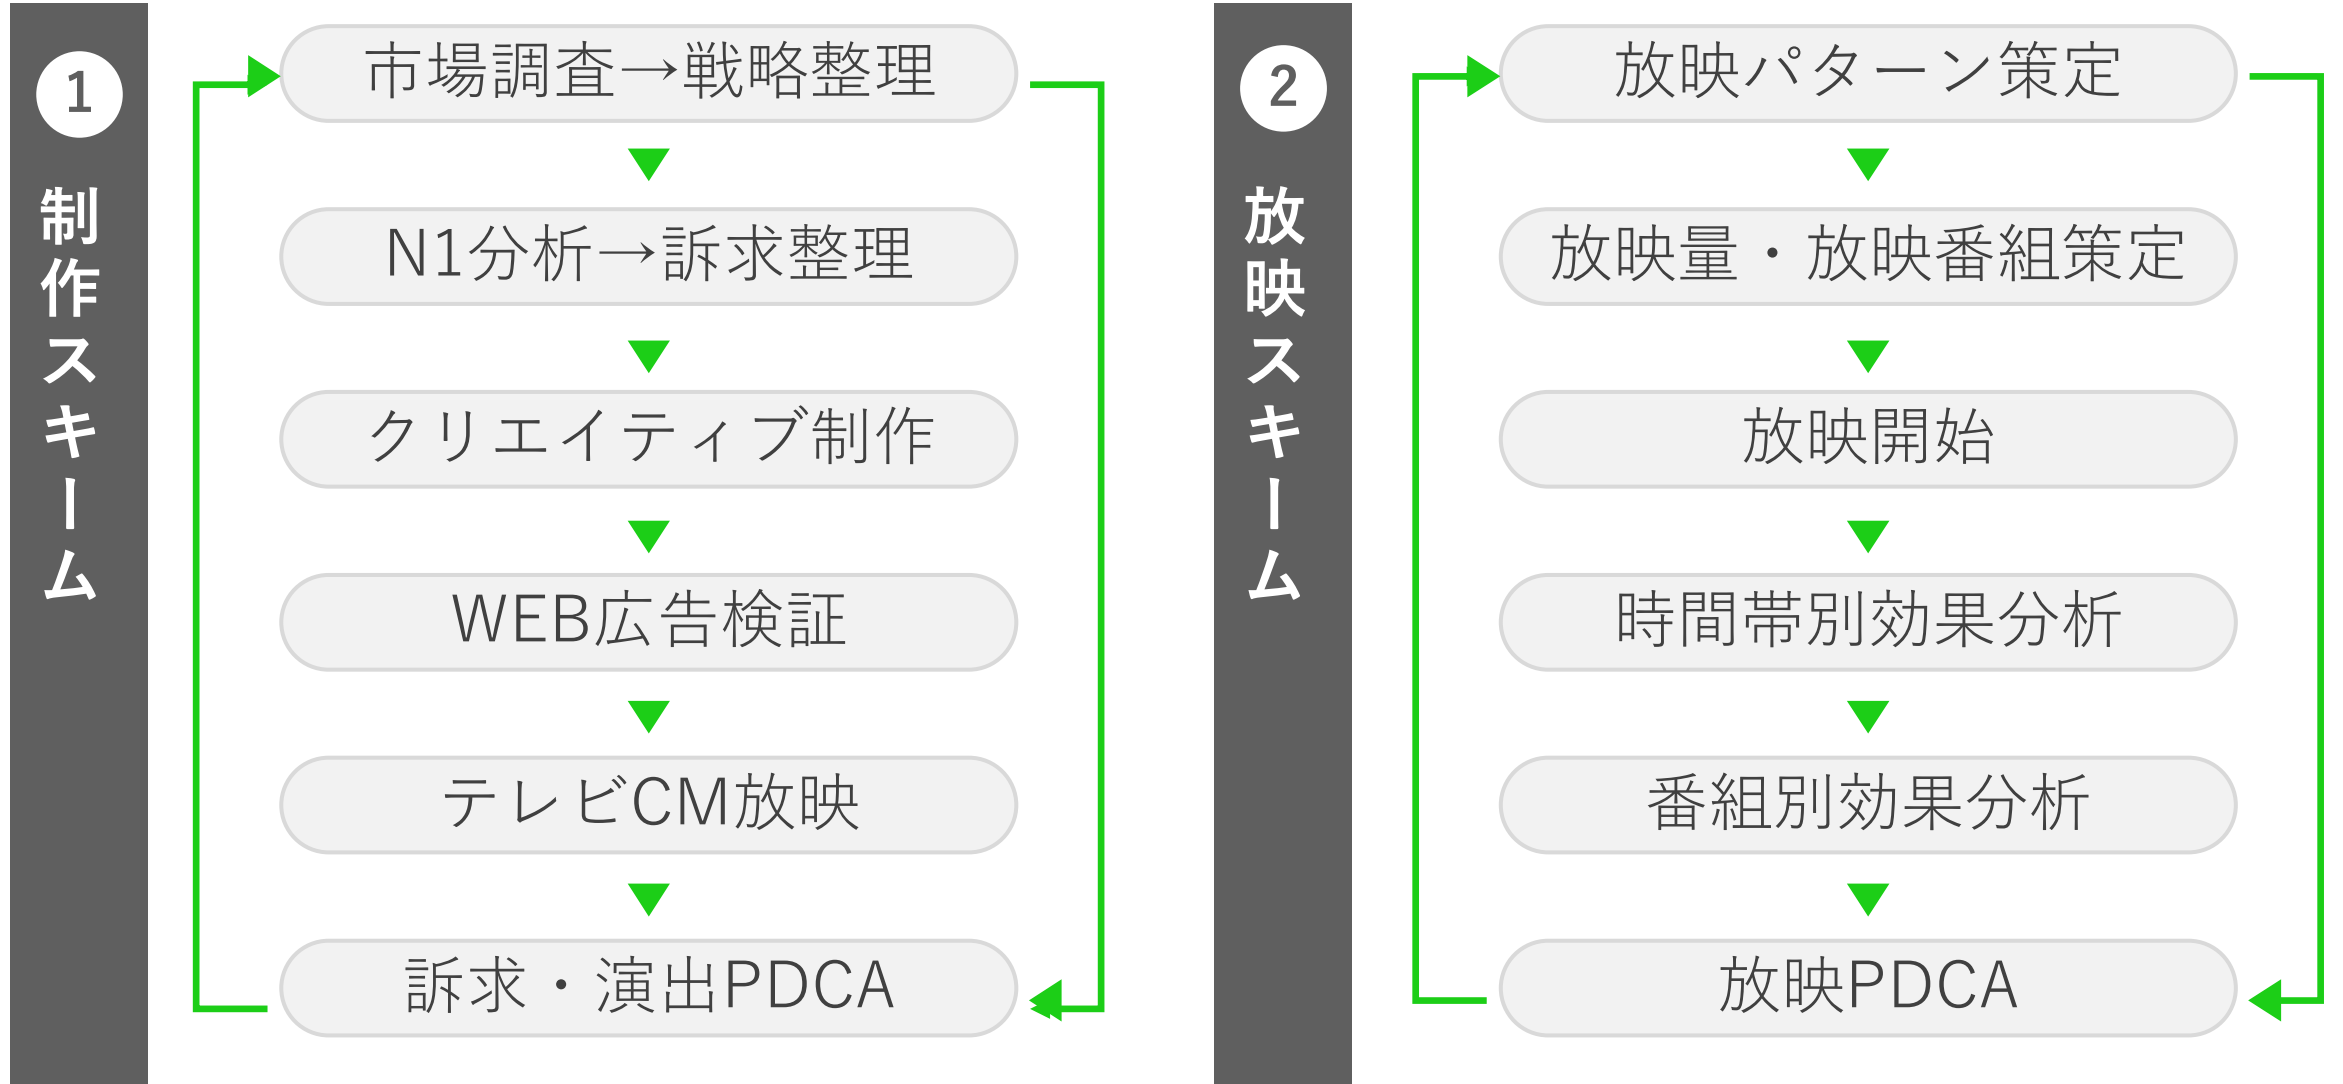 1
制作スキーム
市場調査→戦略整理
N1分析→訴求整理
クリエイティブ制作
WEB広告検証
テレビCM放映
訴求・演出PDCA
2
放映スキーム
放映パターン策定
放映量・放映番組策定
放映開始
時間帯別効果分析
番組別効果分析
放映PDCA